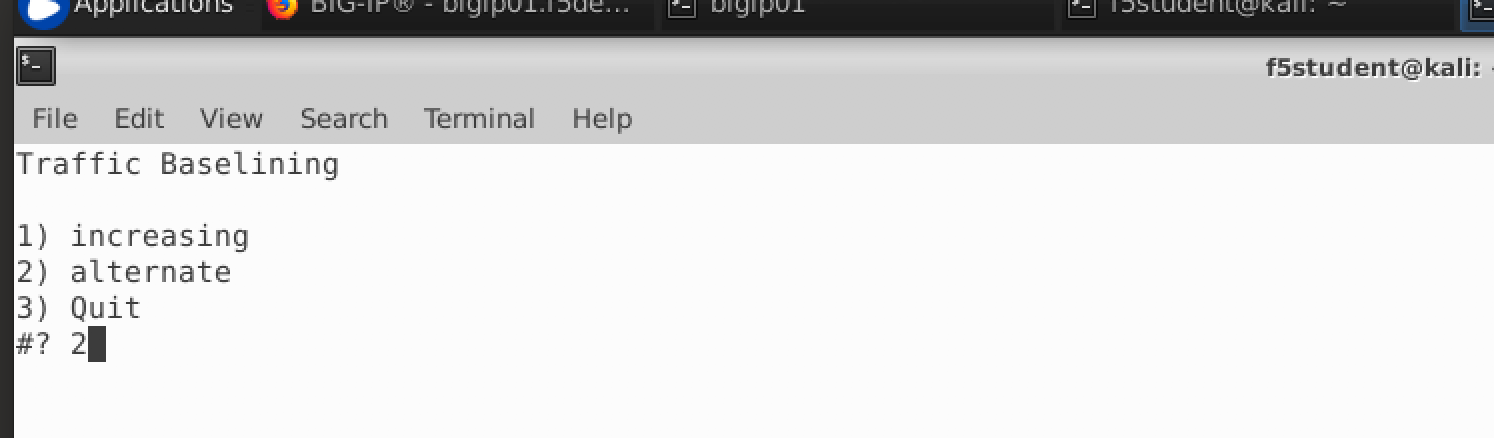 Applications BIG-IP® - bigip01.f5de... bigip01 f5student@kali: ~
f5student@kali:
File Edit View Search Terminal Help
Traffic Baselining
1) increasing
2) alternate
3) Quit
#? 2